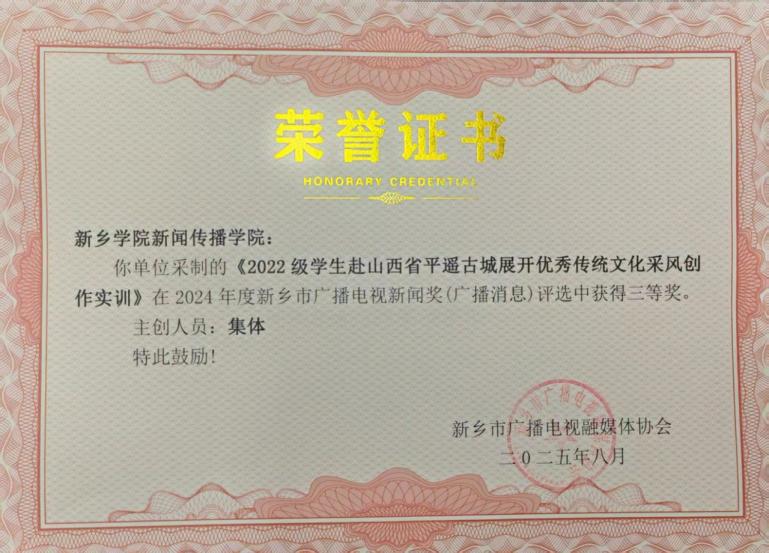 荣誉证书
HONORARY CREDENTIAL
新乡学院新闻传播学院：
你单位采制的《2022级学生赴山西省平遥古城展开优秀传统文化采风创
作实训》在2024年度新乡市广播电视新闻奖(广播消息)评选中获得三等奖。
主创人员：集体
特此鼓励!
新乡市广播电视融媒体协会
二0二五年八月